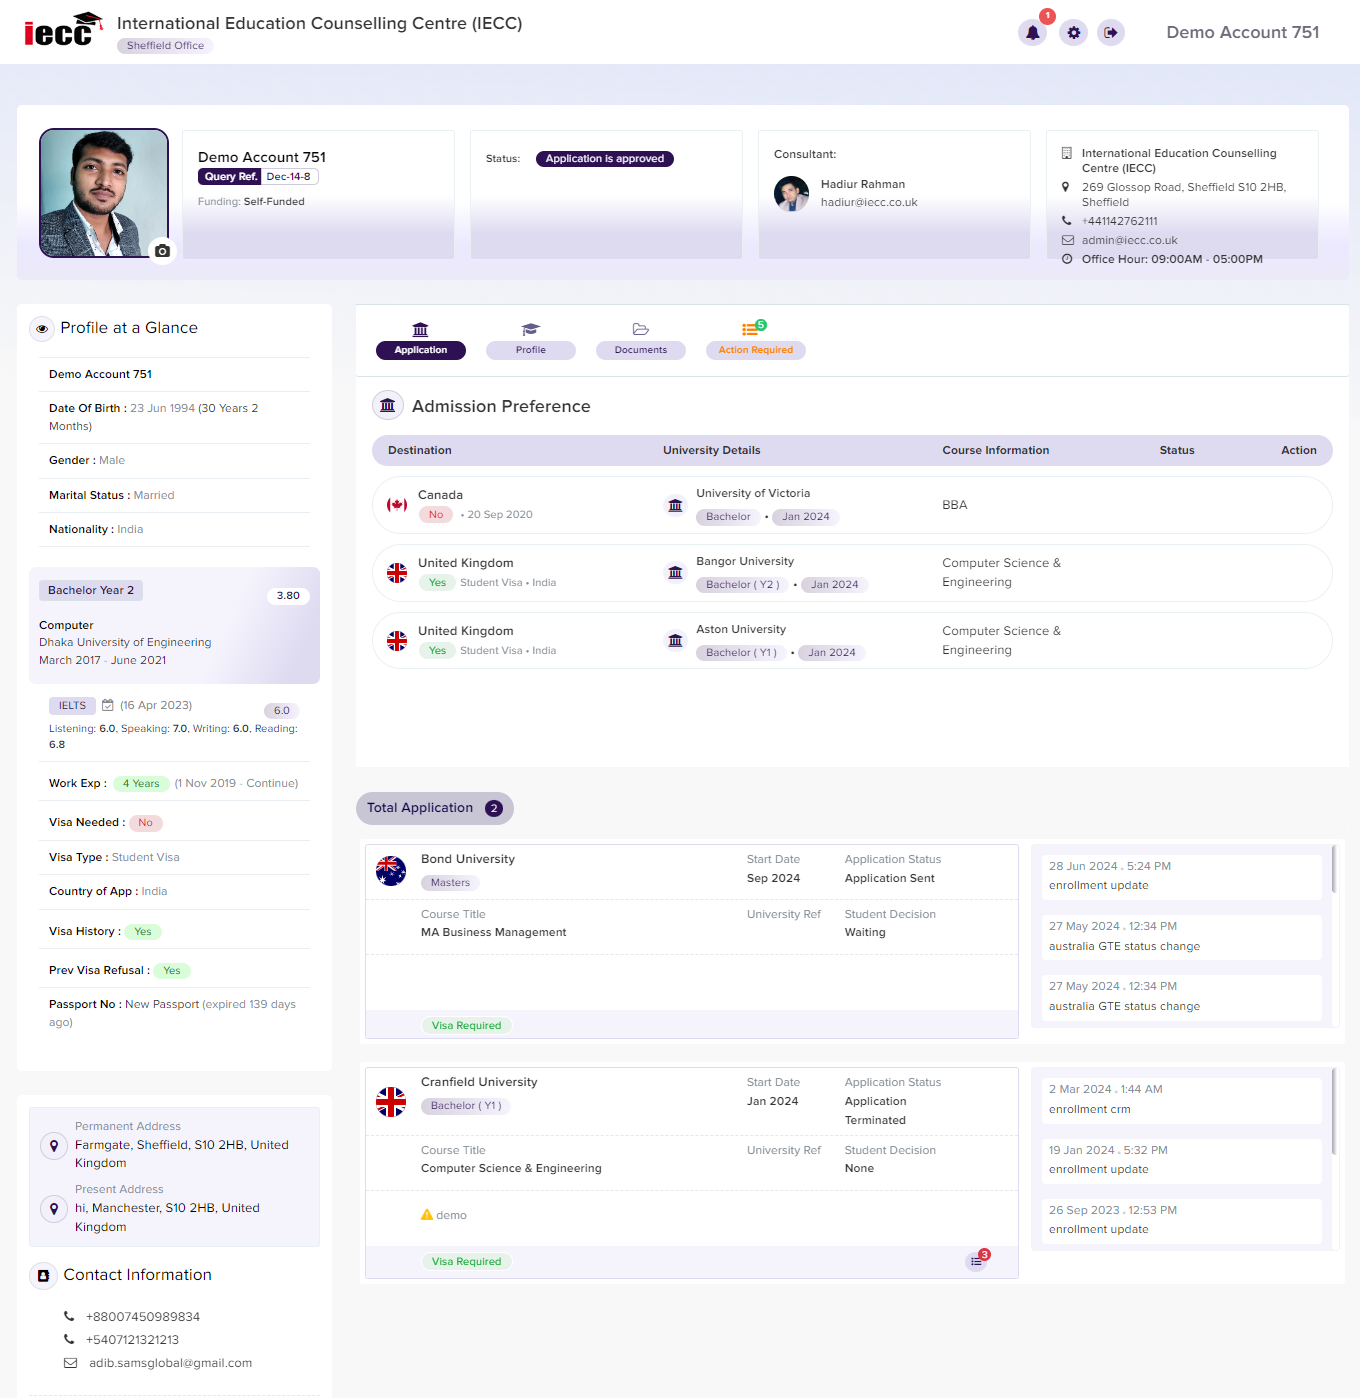 iecc
International Education Counselling Centre (IECC)
Sheffield Office
1
Demo Account 751
Demo Account 751
Query Ref. Dec-14-8
Funding: Self-Funded
Status: Application is approved
Consultant:
Hadiur Rahman
hadiur@iecc.co.uk
International Education Counselling
Centre (IECC)
269 Glossop Road, Sheffield S10 2HB,
Sheffield
+441142762111
admin@iecc.co.uk
Office Hour: 09:00AM - 05:00PM
Profile at a Glance
Demo Account 751
Date Of Birth : 23 Jun 1994 (30 Years 2
Months)
Gender : Male
Marital Status : Married
Nationality : India
Bachelor Year 2
3.80
Computer
Dhaka University of Engineering
March 2017 - June 2021
IELTS (16 Apr 2023)
6.0
Listening: 6.0, Speaking: 7.0, Writing: 6.0, Reading:
6.8
Work Exp : 4 Years (1 Nov 2019 - Continue)
Visa Needed : No
Visa Type : Student Visa
Country of App : India
Visa History : Yes
Prev Visa Refusal : Yes
Passport No : New Passport (expired 139 days
ago)
Permanent Address
Farmgate, Sheffield, S10 2HB, United
Kingdom
Present Address
hi, Manchester, S10 2HB, United
Kingdom
Contact Information
+88007450989834
+5407121321213
adib.samsglobal@gmail.com
5
Application Profile Documents Action Required
Admission Preference
Destination University Details Course Information Status Action
Canada
No • 20 Sep 2020
University of Victoria
Bachelor • Jan 2024
BBA
United Kingdom
Yes Student Visa • India
Bangor University
Bachelor ( Y2 ) • Jan 2024
Computer Science &
Engineering
United Kingdom
Yes Student Visa • India
Aston University
Bachelor ( Y1 ) • Jan 2024
Computer Science &
Engineering
Total Application 2
Bond University
Masters
Start Date
Sep 2024
Application Status
Application Sent
Course Title
MA Business Management
University Ref
Student Decision
Waiting
Visa Required
28 Jun 2024 . 5:24 PM
enrollment update
27 May 2024 . 12:34 PM
australia GTE status change
27 May 2024 . 12:34 PM
australia GTE status change
Cranfield University
Bachelor ( Y1 )
Start Date
Jan 2024
Application Status
Application
Terminated
Course Title
Computer Science & Engineering
University Ref
Student Decision
None
demo
Visa Required
3
2 Mar 2024 . 1:44 AM
enrollment crm
19 Jan 2024 . 5:32 PM
enrollment update
26 Sep 2023 . 12:53 PM
enrollment update